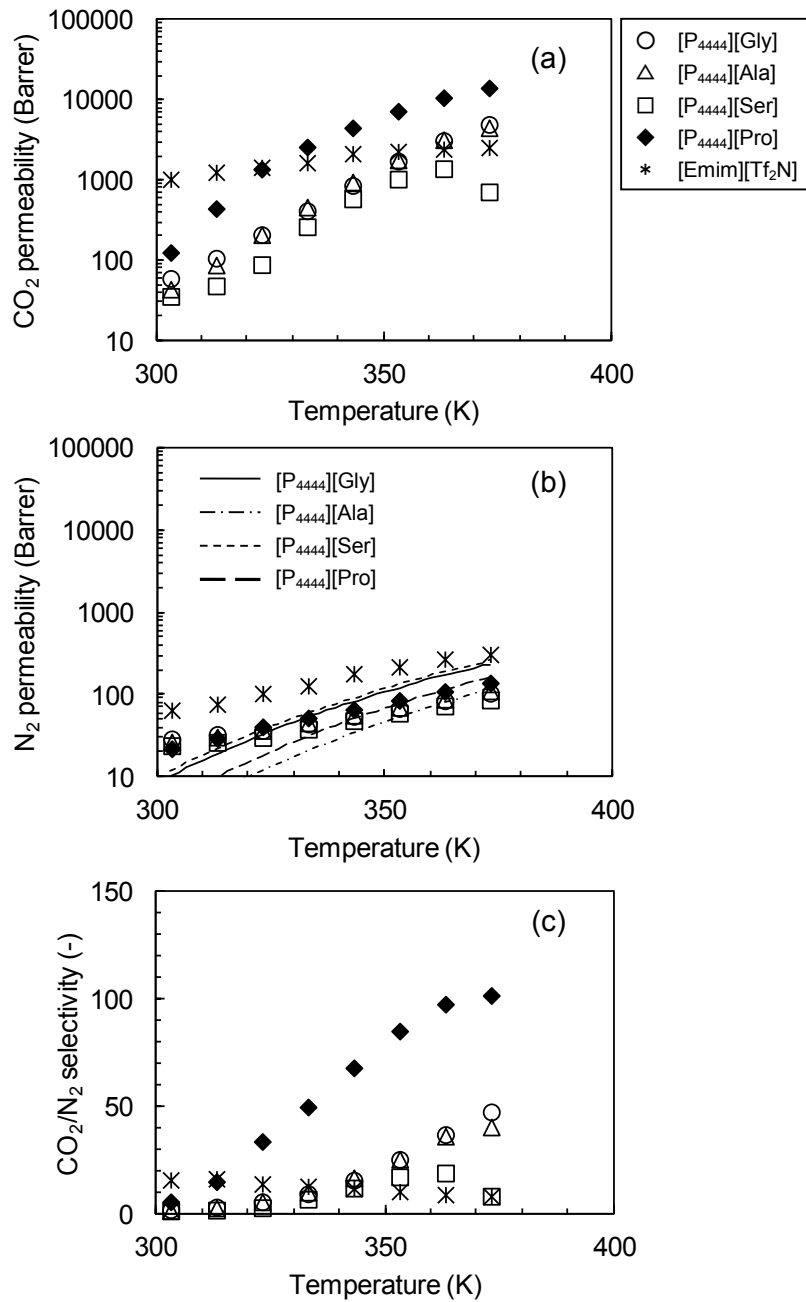 100000
10000
1000
100
10
CO₂ permeability (Barrer)
(a)
300
350
400
Temperature (K)
[P₄₄₄₄][Gly]
[P₄₄₄₄][Ala]
[P₄₄₄₄][Ser]
[P₄₄₄₄][Pro]
[Emim][Tf₂N]
100000
10000
1000
100
10
N₂ permeability (Barrer)
[P₄₄₄₄][Gly]
[P₄₄₄₄][Ala]
[P₄₄₄₄][Ser]
[P₄₄₄₄][Pro]
(b)
300
350
400
Temperature (K)
150
100
50
0
CO₂/N₂ selectivity (-)
(c)
300
350
400
Temperature (K)